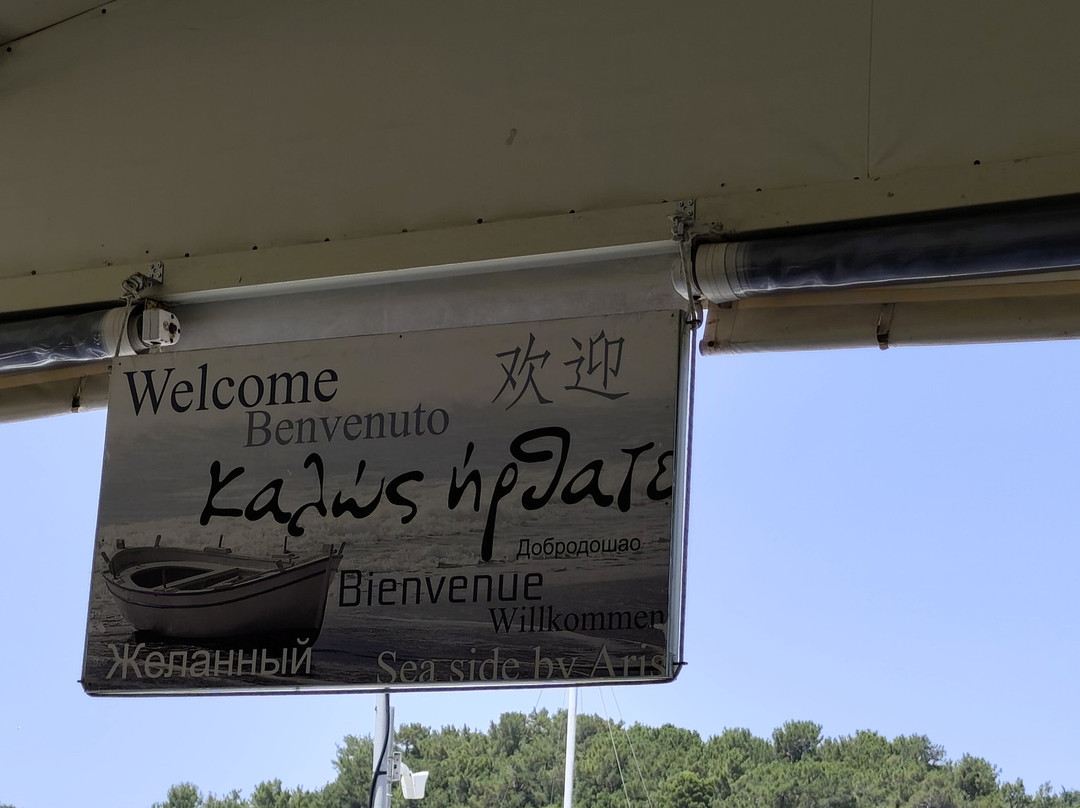 Welcome
欢迎
Benvenuto
καλώς ήρθατε
Добродошао
Bienvenue
Willkommen
Желанный
Sea side by Aris